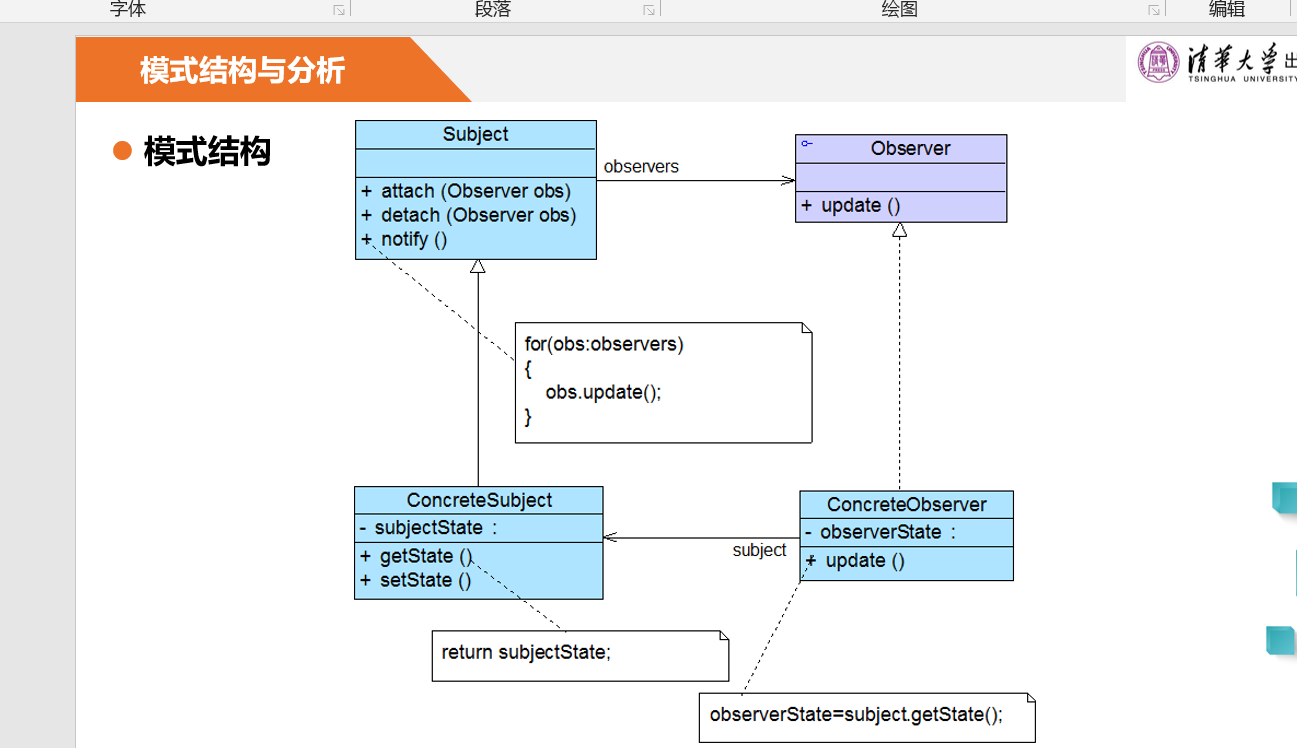 字体
段落
绘图
编辑
模式结构与分析
清华大学出
TSINGHUA UNIVERSITY
模式结构
Subject
+ attach (Observer obs)
+ detach (Observer obs)
+ notify ()
observers
Observer
+ update ()
for(obs:observers)
{
obs.update();
}
ConcreteSubject
- subjectState :
+ getState ()
+ setState ()
subject
ConcreteObserver
- observerState :
+ update ()
return subjectState;
observerState=subject.getState();